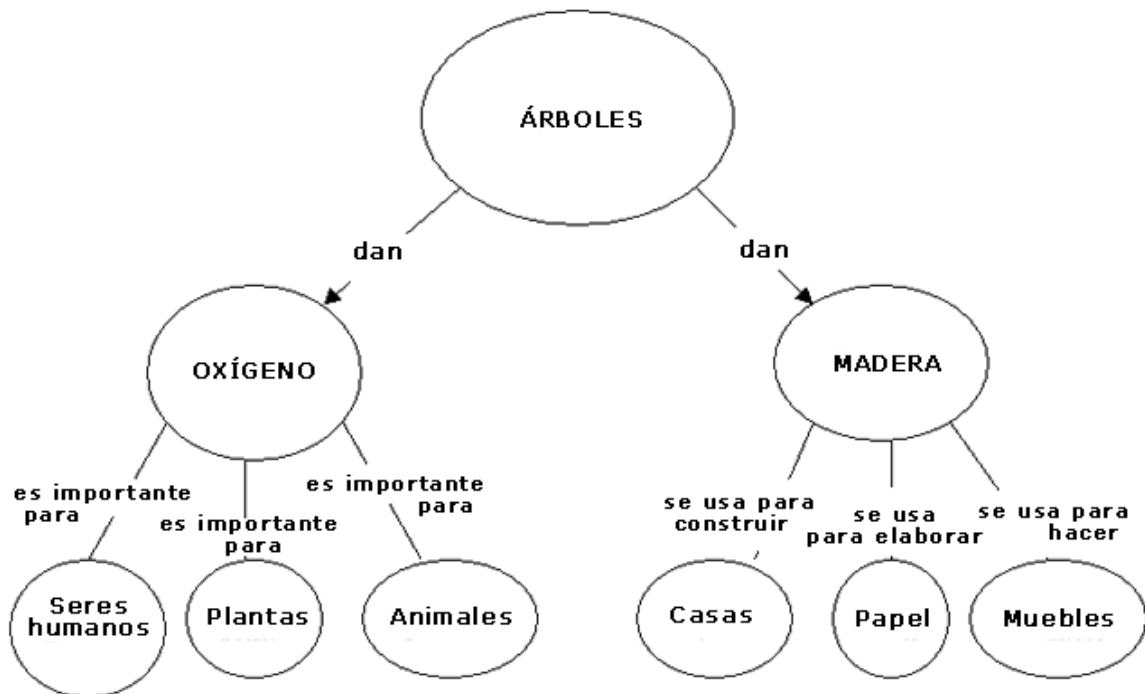 ÁRBOLES
dan
dan
OXÍGENO
MADERA
es importante
para
es importante
para
es importante
para
se usa para
construir
se usa
para elaborar
se usa para
hacer
Seres
humanos
Plantas
Animales
Casas
Papel
Muebles